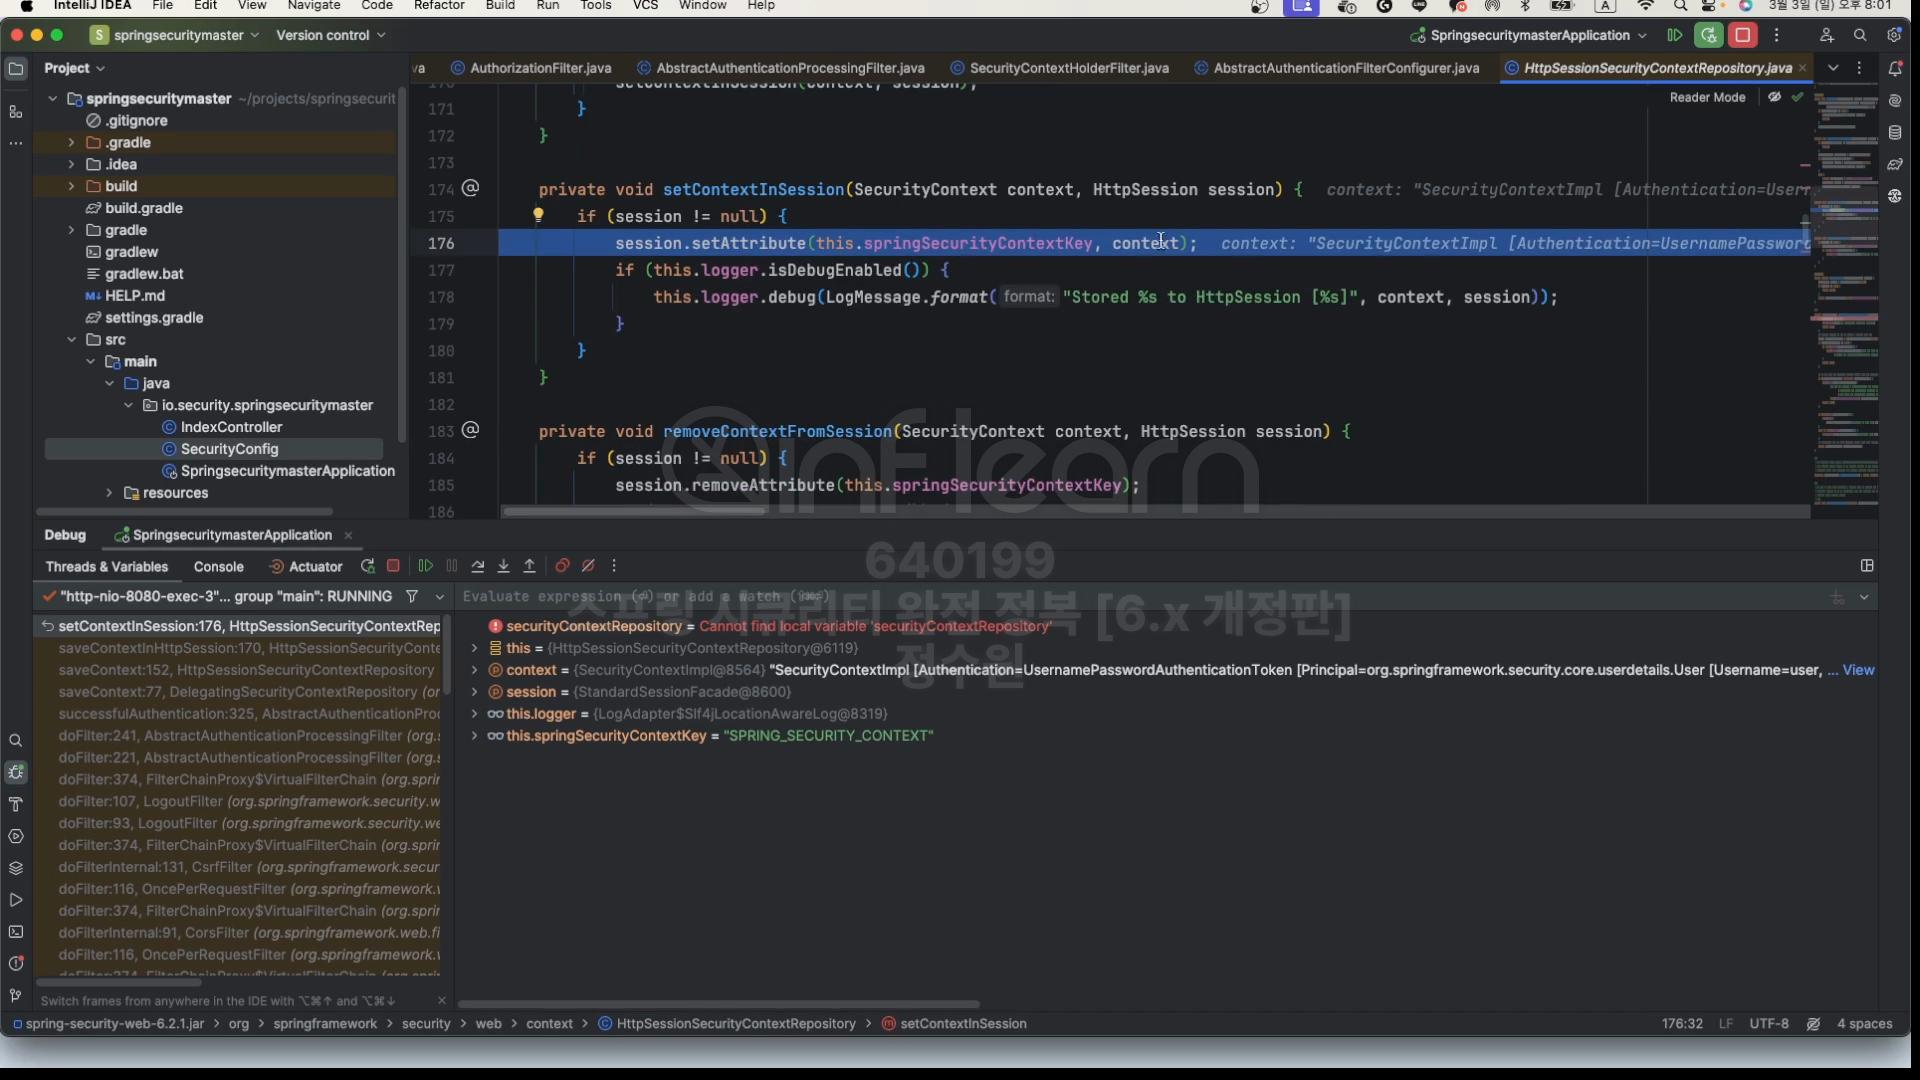 IntelliJ IDEA File Edit View Navigate Code Refactor Build Run Tools VCS Window Help
A 3월 3일 (일) 오후 8:01
S springsecuritymaster Version control SpringsecuritymasterApplication
Project
va AuthorizationFilter.java AbstractAuthenticationProcessingFilter.java SecurityContextHolderFilter.java AbstractAuthenticationFilterConfigurer.java HttpSessionSecurityContextRepository.java
Reader Mode
springsecuritymaster ~/projects/springsecurit
.gitignore
.gradle
.idea
build
build.gradle
gradle
gradlew
gradlew.bat
HELP.md
settings.gradle
src
main
java
io.security.springsecuritymaster
IndexController
SecurityConfig
SpringsecuritymasterApplication
resources
170 setContextInSession(context, session);
171 }
172 }
173
174 @ private void setContextInSession(SecurityContext context, HttpSession session) { context: "SecurityContextImpl [Authentication=Usern
175 if (session != null) {
176 session.setAttribute(this.springSecurityContextKey, context); context: "SecurityContextImpl [Authentication=UsernamePassword
177 if (this.logger.isDebugEnabled()) {
178 this.logger.debug(LogMessage.format( format: "Stored %s to HttpSession [%s]", context, session));
179 }
180 }
181 }
182
183 @ private void removeContextFromSession(SecurityContext context, HttpSession session) {
184 if (session != null) {
185 session.removeAttribute(this.springSecurityContextKey);
186
inflearn
640199
스프링 시큐리티 완전 정복 [6.x 개정판]
정수원
Debug SpringsecuritymasterApplication
Threads & Variables Console Actuator
"http-nio-8080-exec-3"... group "main": RUNNING
Evaluate expression (⏎) or add a watch (⇧⌘⏎)
setContextInSession:176, HttpSessionSecurityContextRep
saveContextInHttpSession:170, HttpSessionSecurityConte
saveContext:152, HttpSessionSecurityContextRepository
saveContext:77, DelegatingSecurityContextRepository (or
successfulAuthentication:325, AbstractAuthenticationProc
doFilter:241, AbstractAuthenticationProcessingFilter (org.s
doFilter:221, AbstractAuthenticationProcessingFilter (org.s
doFilter:374, FilterChainProxy$VirtualFilterChain (org.sprin
doFilter:107, LogoutFilter (org.springframework.security.w
doFilter:93, LogoutFilter (org.springframework.security.we
doFilter:374, FilterChainProxy$VirtualFilterChain (org.sprin
doFilterInternal:131, CsrfFilter (org.springframework.secur
doFilter:116, OncePerRequestFilter (org.springframework.w
doFilter:374, FilterChainProxy$VirtualFilterChain (org.sprin
doFilterInternal:91, CorsFilter (org.springframework.web.fi
doFilter:116, OncePerRequestFilter (org.springframework.w
doFilter:374, FilterChainProxy$VirtualFilterChain (org.sprin
securityContextRepository = Cannot find local variable 'securityContextRepository'
this = {HttpSessionSecurityContextRepository@6119}
context = {SecurityContextImpl@8564} "SecurityContextImpl [Authentication=UsernamePasswordAuthenticationToken [Principal=org.springframework.security.core.userdetails.User [Username=user, ... View
session = {StandardSessionFacade@8600}
this.logger = {LogAdapter$Slf4jLocationAwareLog@8319}
this.springSecurityContextKey = "SPRING_SECURITY_CONTEXT"
Switch frames from anywhere in the IDE with ⌥⌘↑ and ⌥⌘↓
spring-security-web-6.2.1.jar > org > springframework > security > web > context > HttpSessionSecurityContextRepository > setContextInSession
176:32 LF UTF-8 4 spaces